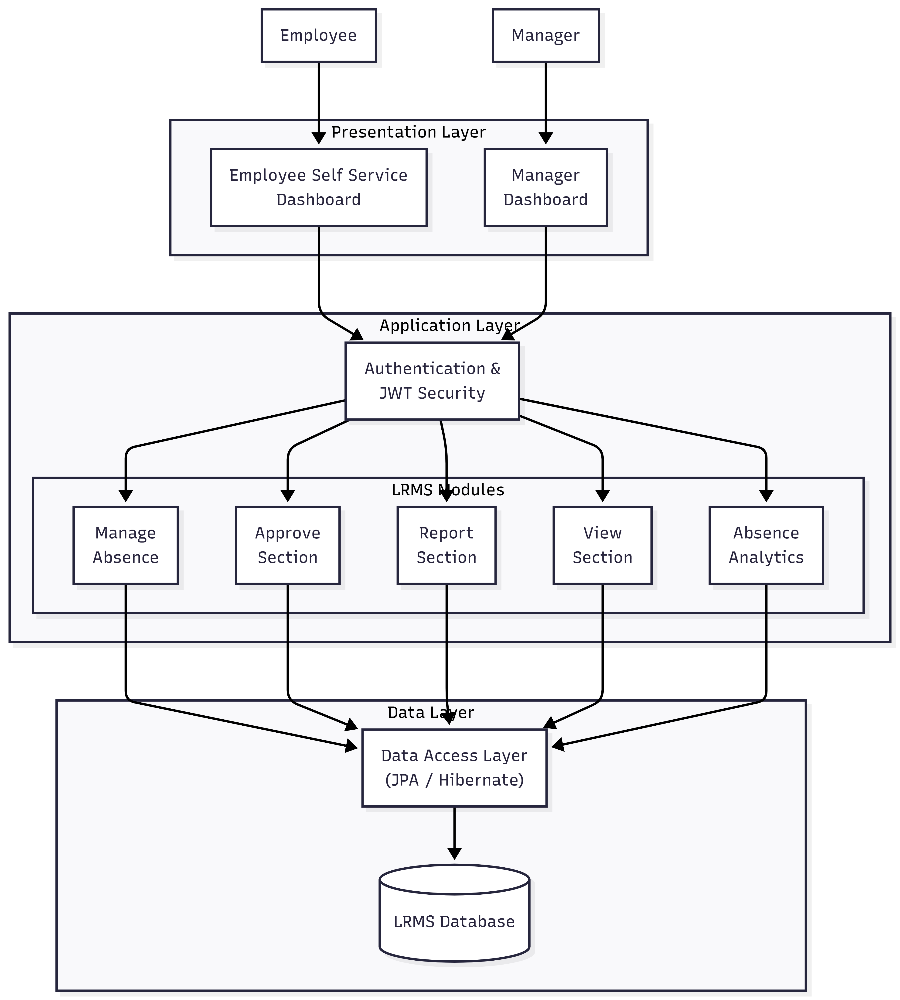 Employee
Manager
Presentation Layer
Employee Self Service
Dashboard
Manager
Dashboard
Application Layer
Authentication &
JWT Security
LRMS Modules
Manage
Absence
Approve
Section
Report
Section
View
Section
Absence
Analytics
Data Layer
Data Access Layer
(JPA / Hibernate)
LRMS Database